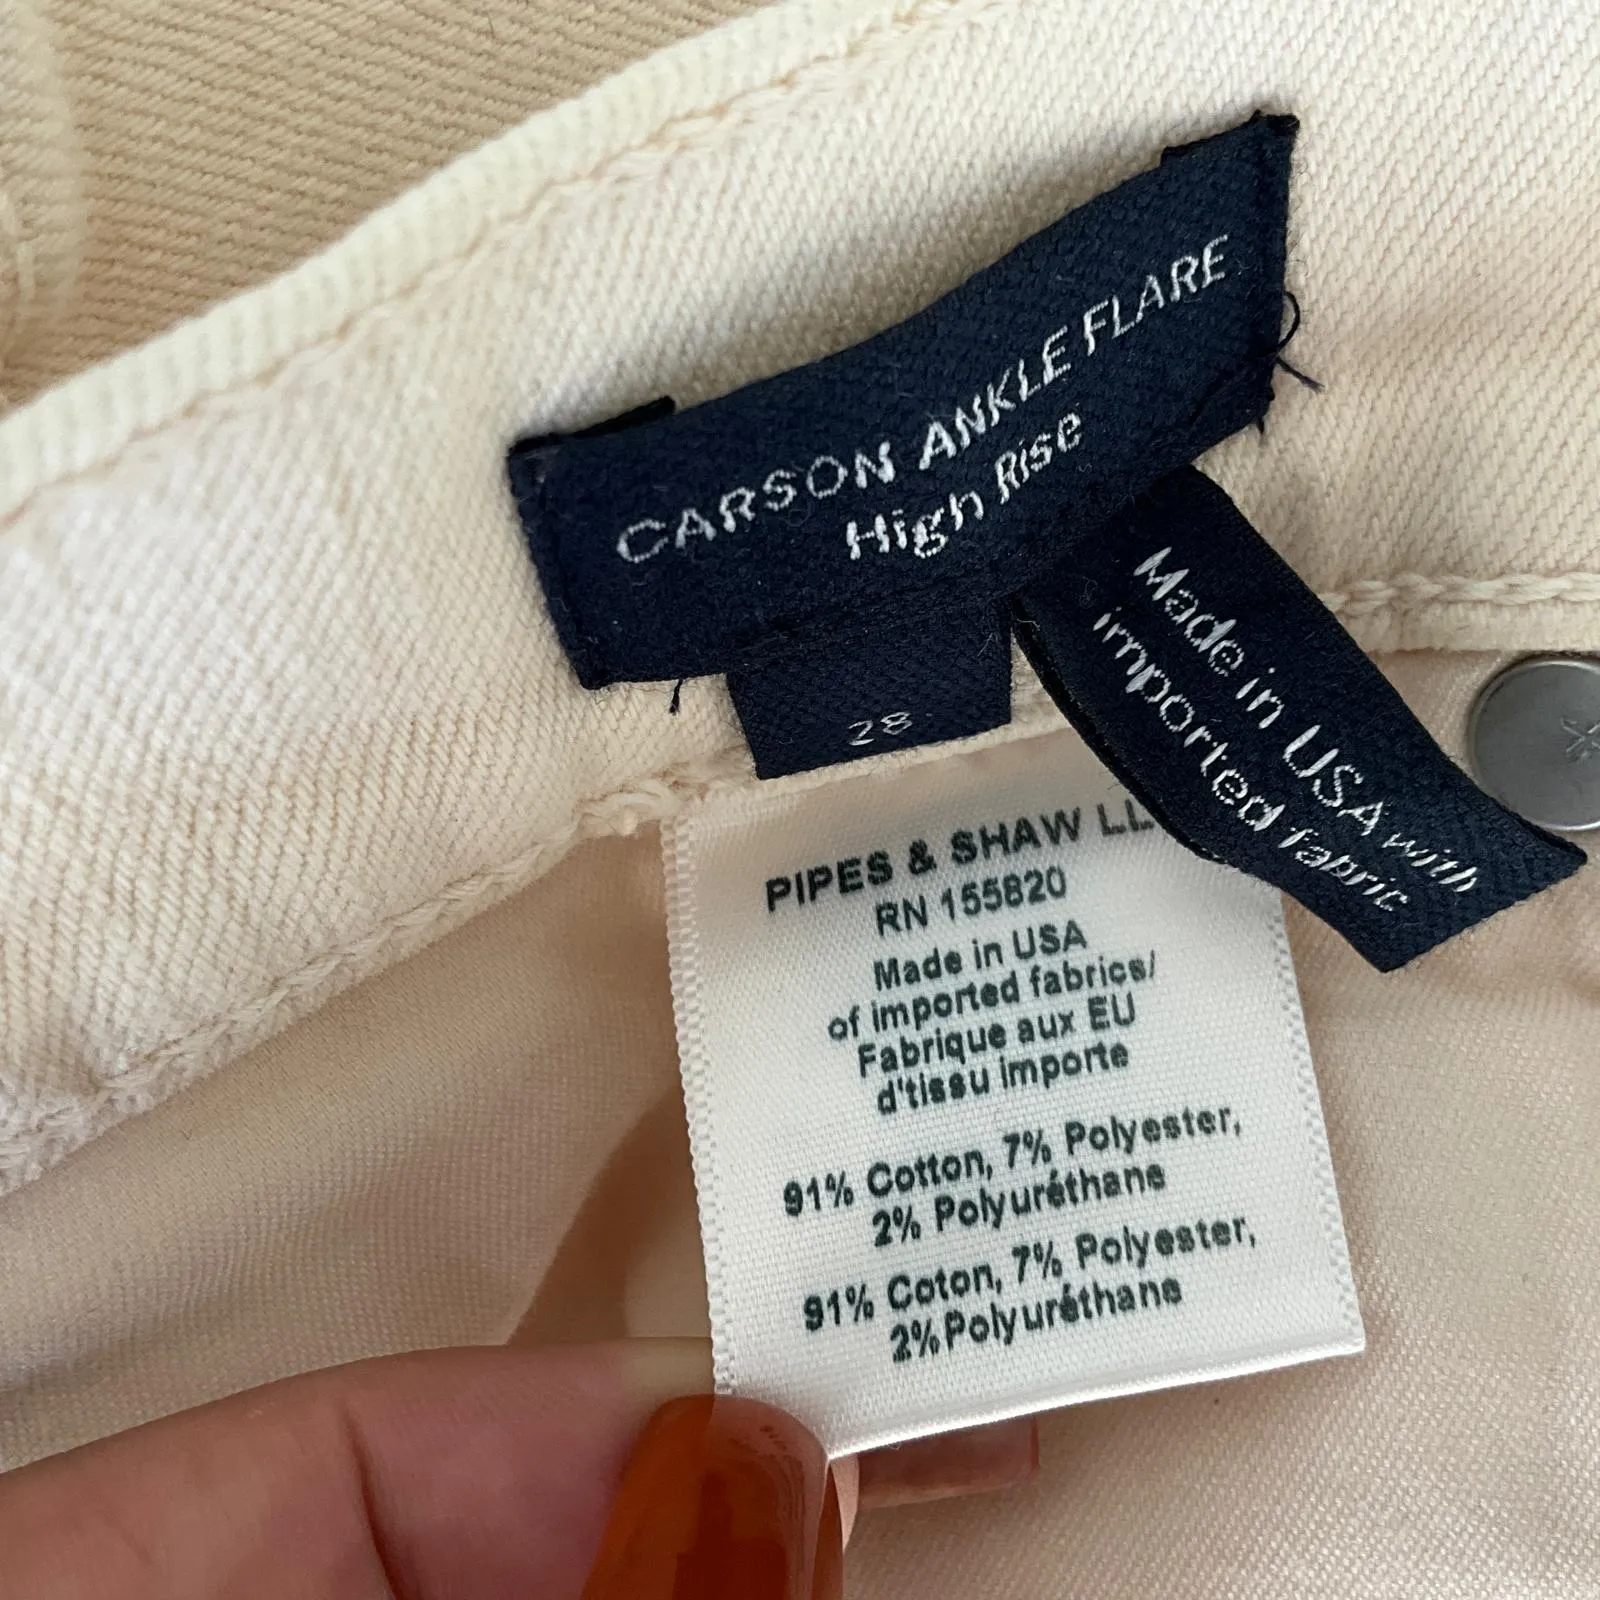 CARSON ANKLE FLARE
High Rise
28
Made in USA with
imported fabric
PIPES & SHAW
RN 155820
Made in USA
of imported fabrics/
Fabrique aux EU
d'tissu importe
91% Cotton, 7% Polyester,
2% Polyuréthane
91% Coton, 7% Polyester,
2% Polyuréthane